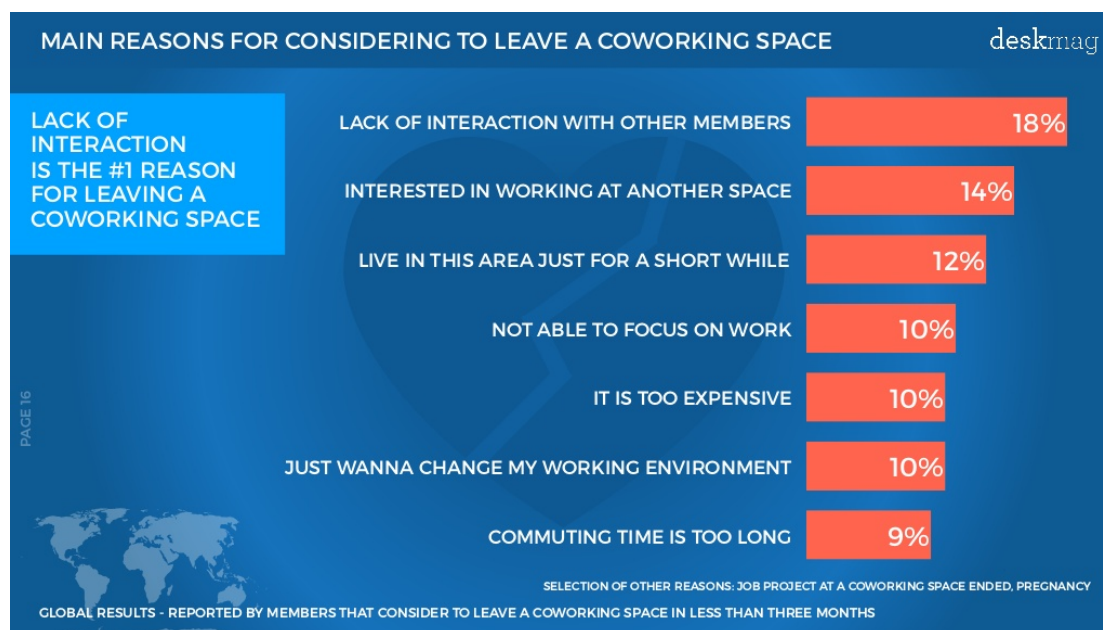 MAIN REASONS FOR CONSIDERING TO LEAVE A COWORKING SPACE
deskmag
LACK OF
INTERACTION
IS THE #1 REASON
FOR LEAVING A
COWORKING SPACE
LACK OF INTERACTION WITH OTHER MEMBERS 18%
INTERESTED IN WORKING AT ANOTHER SPACE 14%
LIVE IN THIS AREA JUST FOR A SHORT WHILE 12%
NOT ABLE TO FOCUS ON WORK 10%
IT IS TOO EXPENSIVE 10%
JUST WANNA CHANGE MY WORKING ENVIRONMENT 10%
COMMUTING TIME IS TOO LONG 9%
PAGE 16
SELECTION OF OTHER REASONS: JOB PROJECT AT A COWORKING SPACE ENDED, PREGNANCY
GLOBAL RESULTS - REPORTED BY MEMBERS THAT CONSIDER TO LEAVE A COWORKING SPACE IN LESS THAN THREE MONTHS